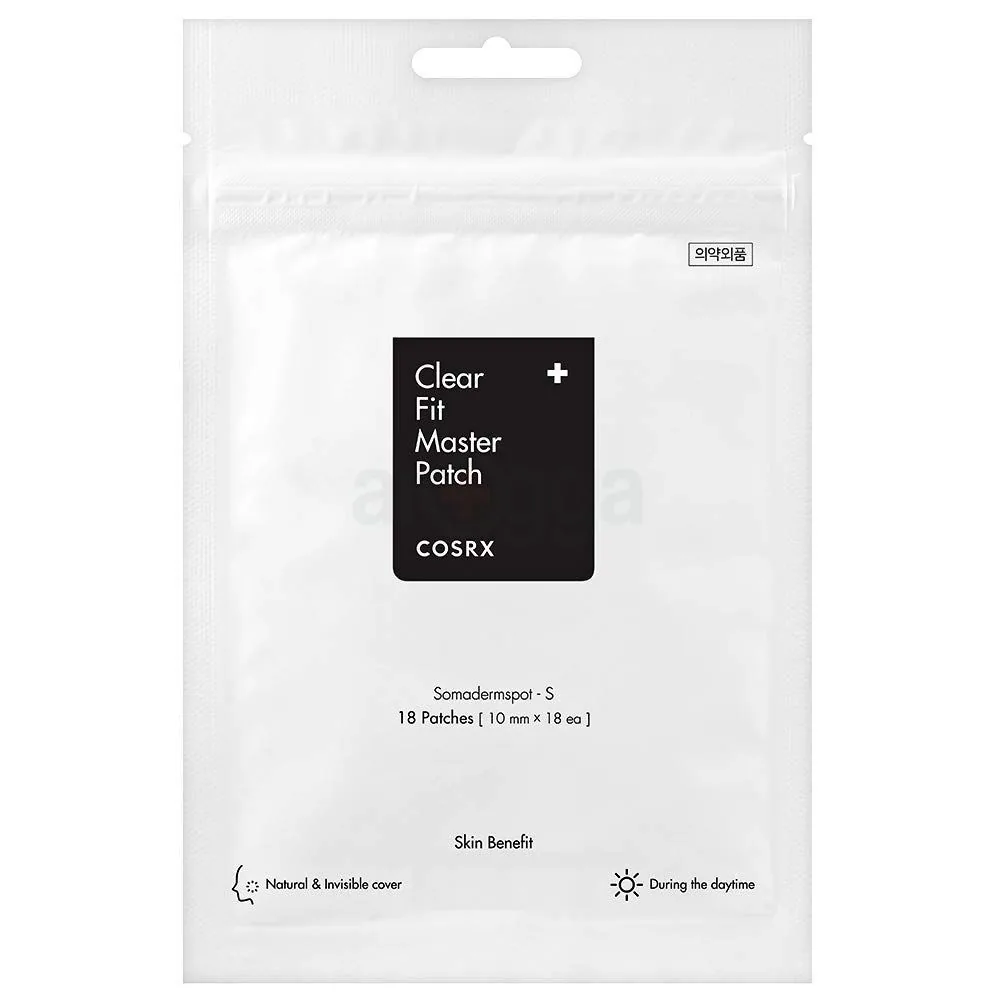 의약외품
Clear
Fit
Master
Patch
COSRX
Somadermspot - S
18 Patches [ 10 mm × 18 ea ]
Skin Benefit
Natural & Invisible cover
During the daytime